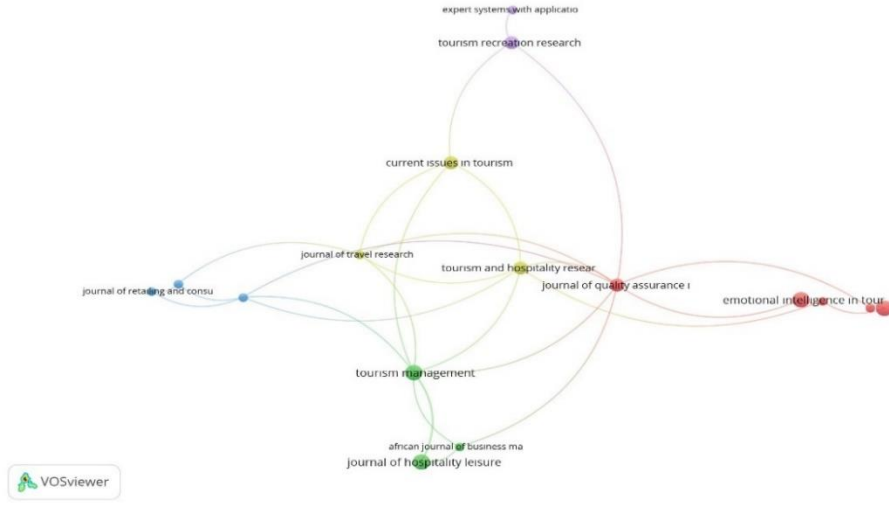 expert systems with applicatio
tourism recreation research
current issues in tourism
journal of travel research
tourism and hospitality resear
journal of quality assurance i
journal of retailing and consu
emotional intelligence in tour
tourism management
african journal of business ma
journal of hospitality leisure
VOSviewer